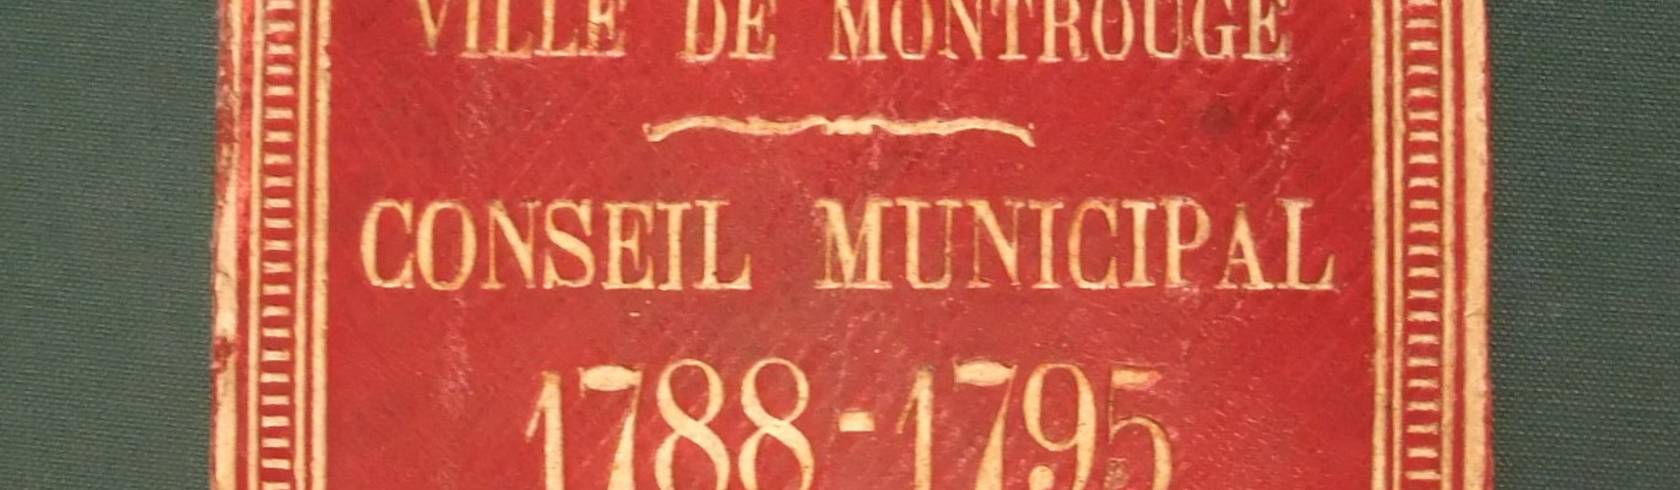 VILLE DE MONTROUGE
CONSEIL MUNICIPAL
1788-1795